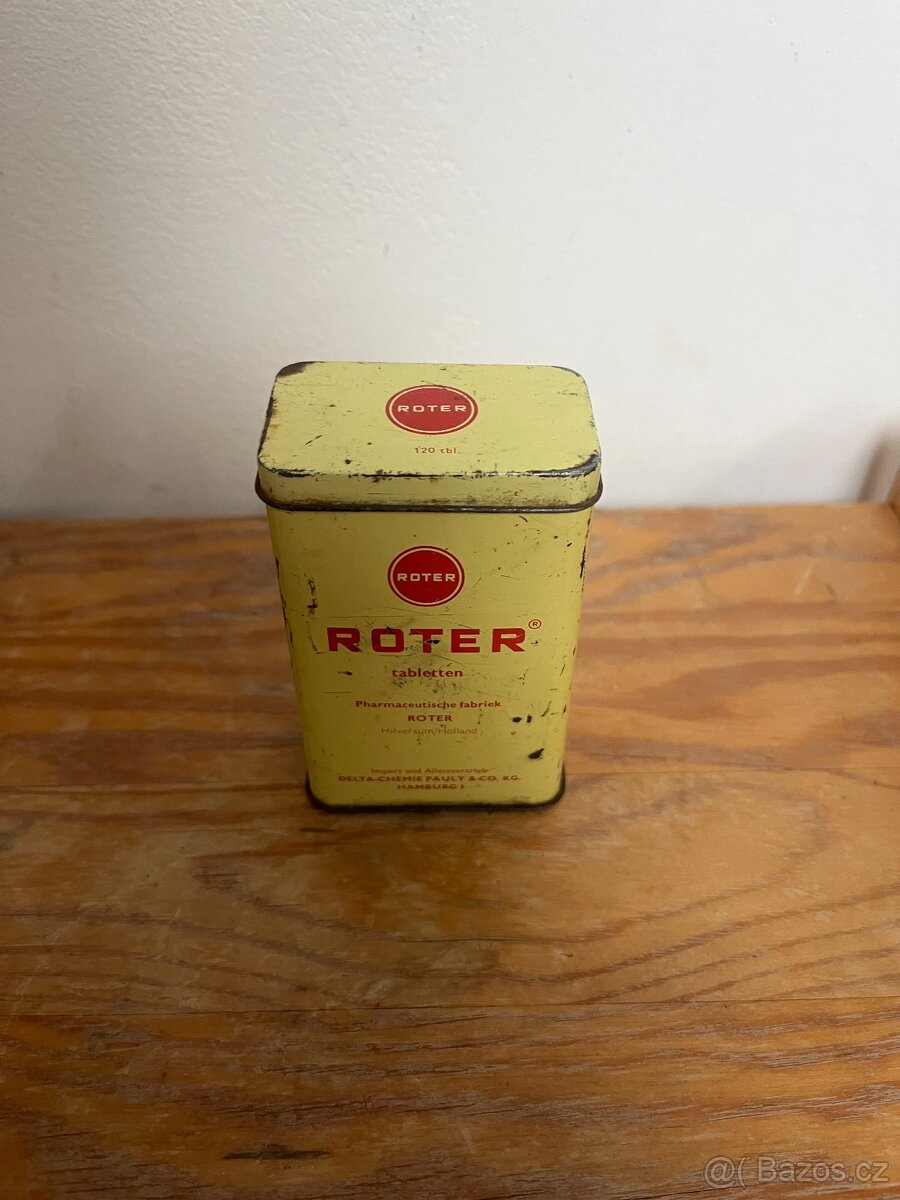 ROTER
120 tbl.
ROTER
ROTER®
tabletten
Pharmaceutische fabriek
ROTER
Hilversum/Holland
Import und Alleinvertrieb
DELTA-CHEMIE PAULY & CO. KG.
HAMBURG 1
@( Bazos.cz